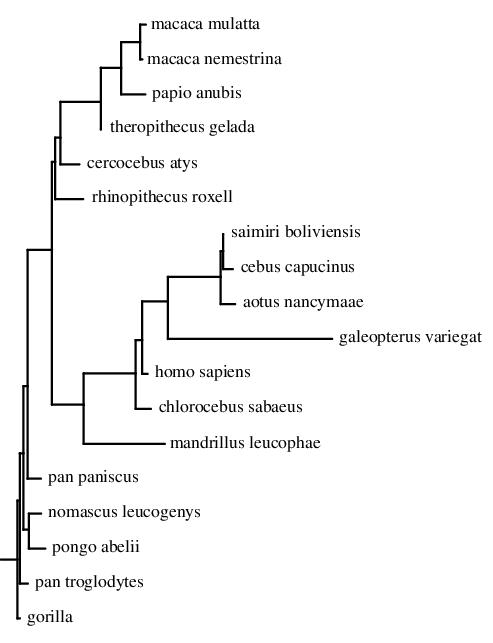 macaca mulatta
macaca nemestrina
papio anubis
theropithecus gelada
cercocebus atys
rhinopithecus roxell
saimiri boliviensis
cebus capucinus
aotus nancymaae
galeopterus variegat
homo sapiens
chlorocebus sabaeus
mandrillus leucophae
pan paniscus
nomascus leucogenys
pongo abelii
pan troglodytes
gorilla